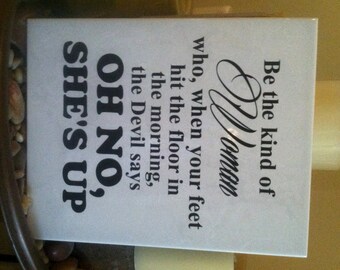 Be the kind of
Woman
who, when your feet
hit the floor in
the morning,
the Devil says
OH NO,
SHE'S UP